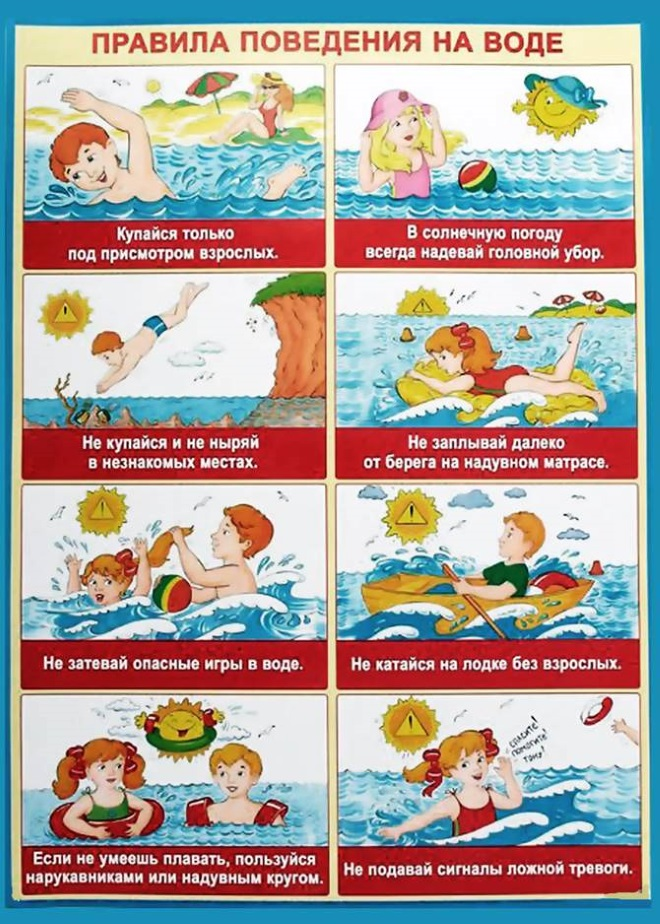 ПРАВИЛА ПОВЕДЕНИЯ НА ВОДЕ
Купайся только
под присмотром взрослых.
В солнечную погоду
всегда надевай головной убор.
Не купайся и не ныряй
в незнакомых местах.
Не заплывай далеко
от берега на надувном матрасе.
Не затевай опасные игры в воде.
Не катайся на лодке без взрослых.
Если не умеешь плавать, пользуйся
нарукавниками или надувным кругом.
спасите!
помогите!
тону!
Не подавай сигналы ложной тревоги.